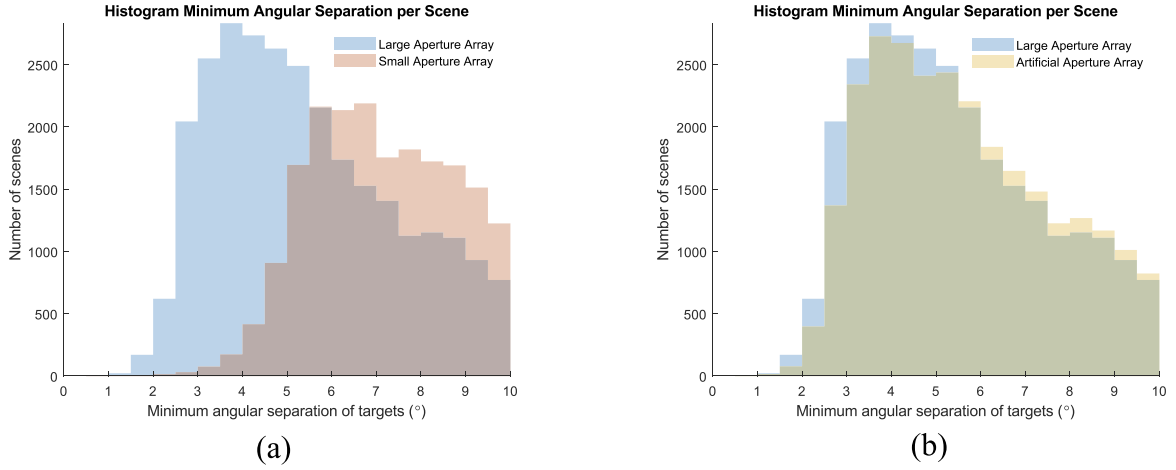 Histogram Minimum Angular Separation per Scene
Large Aperture Array
Small Aperture Array
Number of scenes
2500
2000
1500
1000
500
0
0 1 2 3 4 5 6 7 8 9 10
Minimum angular separation of targets (°)
(a)
Histogram Minimum Angular Separation per Scene
Large Aperture Array
Artificial Aperture Array
Number of scenes
2500
2000
1500
1000
500
0
0 1 2 3 4 5 6 7 8 9 10
Minimum angular separation of targets (°)
(b)